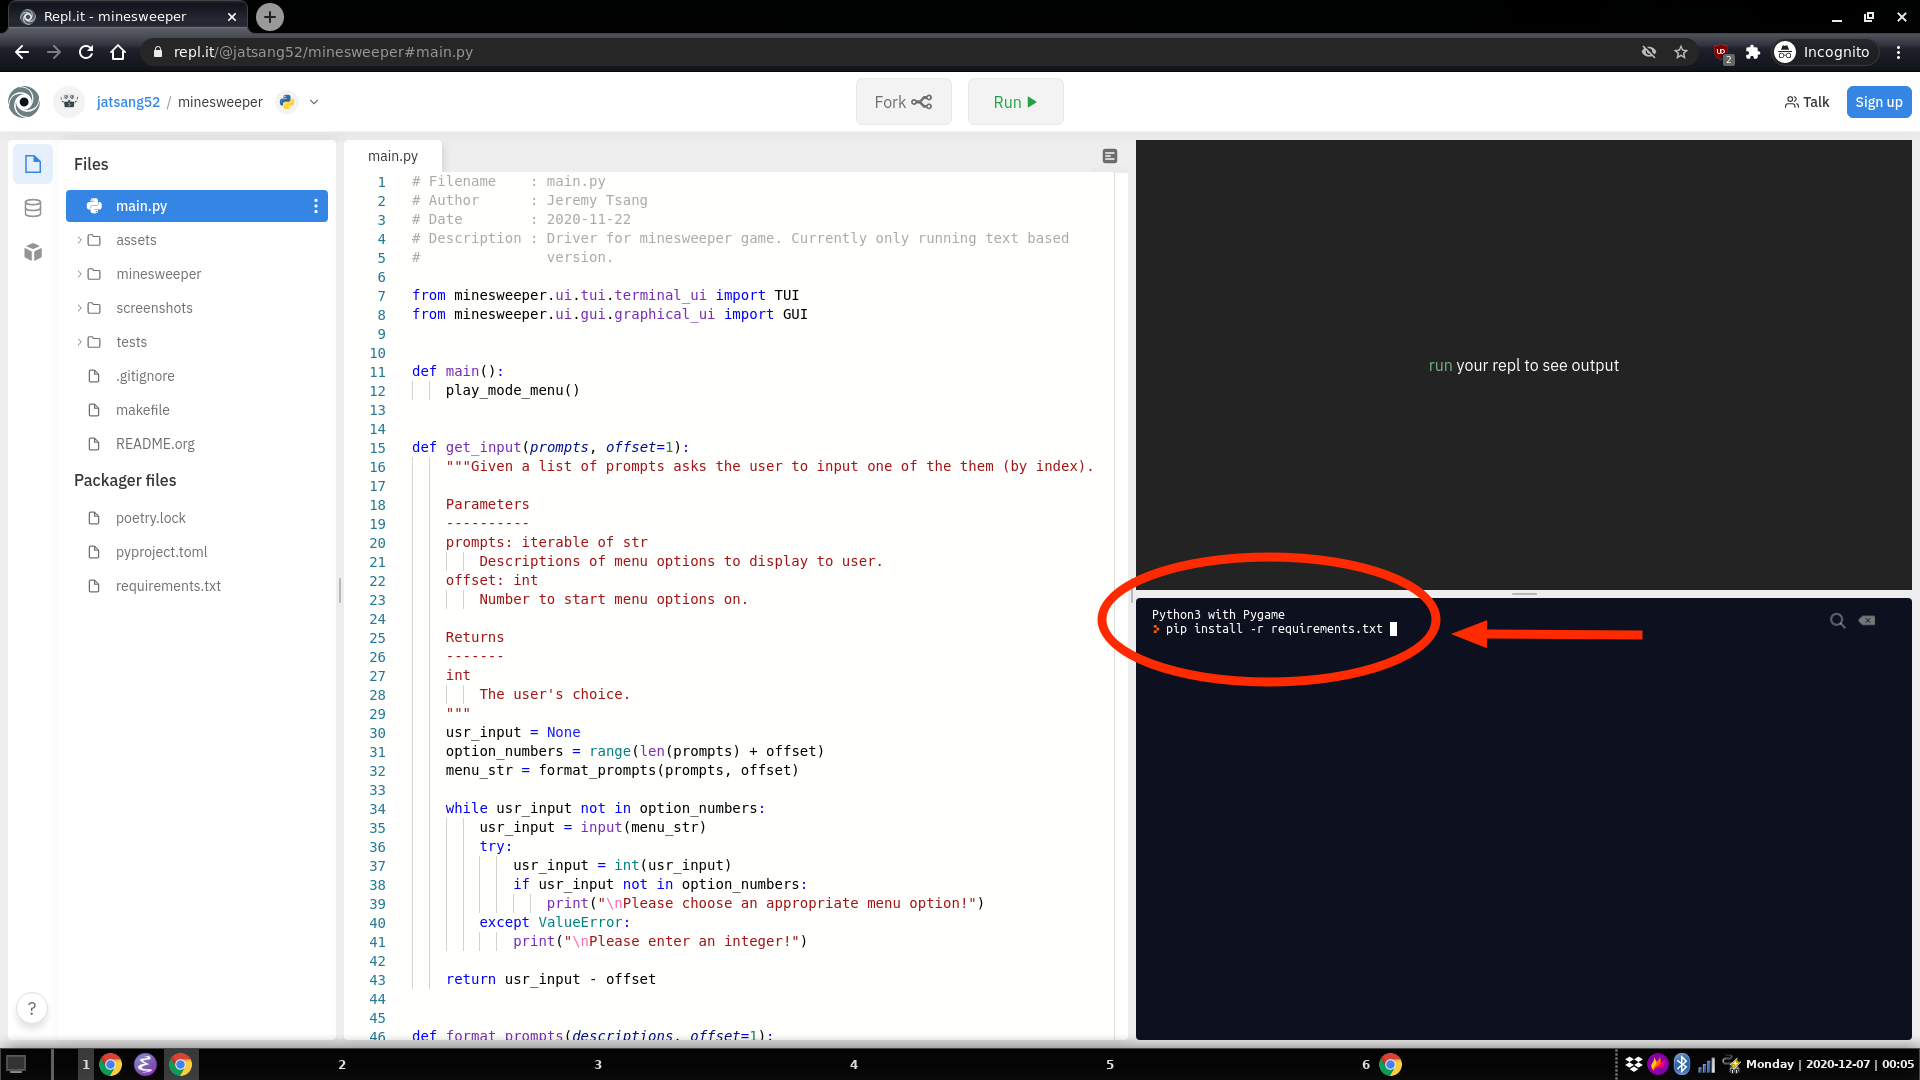 Repl.it - minesweeper
repl.it/@jatsang52/minesweeper#main.py
2
Incognito
jatsang52 / minesweeper
Fork
Run
Talk
Sign up
Files
main.py
assets
minesweeper
screenshots
tests
.gitignore
makefile
README.org
Packager files
poetry.lock
pyproject.toml
requirements.txt
?
main.py
1 # Filename    : main.py
2 # Author      : Jeremy Tsang
3 # Date        : 2020-11-22
4 # Description : Driver for minesweeper game. Currently only running text based
5 #               version.
6
7 from minesweeper.ui.tui.terminal_ui import TUI
8 from minesweeper.ui.gui.graphical_ui import GUI
9
10
11 def main():
12     play_mode_menu()
13
14
15 def get_input(prompts, offset=1):
16     """Given a list of prompts asks the user to input one of the them (by index).
17
18     Parameters
19     ----------
20     prompts: iterable of str
21         Descriptions of menu options to display to user.
22     offset: int
23         Number to start menu options on.
24
25     Returns
26     -------
27     int
28         The user's choice.
29     """
30     usr_input = None
31     option_numbers = range(len(prompts) + offset)
32     menu_str = format_prompts(prompts, offset)
33
34     while usr_input not in option_numbers:
35         usr_input = input(menu_str)
36         try:
37             usr_input = int(usr_input)
38             if usr_input not in option_numbers:
39                 print("\nPlease choose an appropriate menu option!")
40         except ValueError:
41             print("\nPlease enter an integer!")
42
43     return usr_input - offset
44
45
46 def format_prompts(descriptions, offset=1):
run your repl to see output
Python3 with Pygame
> pip install -r requirements.txt
1 2 3 4 5 6
Monday | 2020-12-07 | 00:05